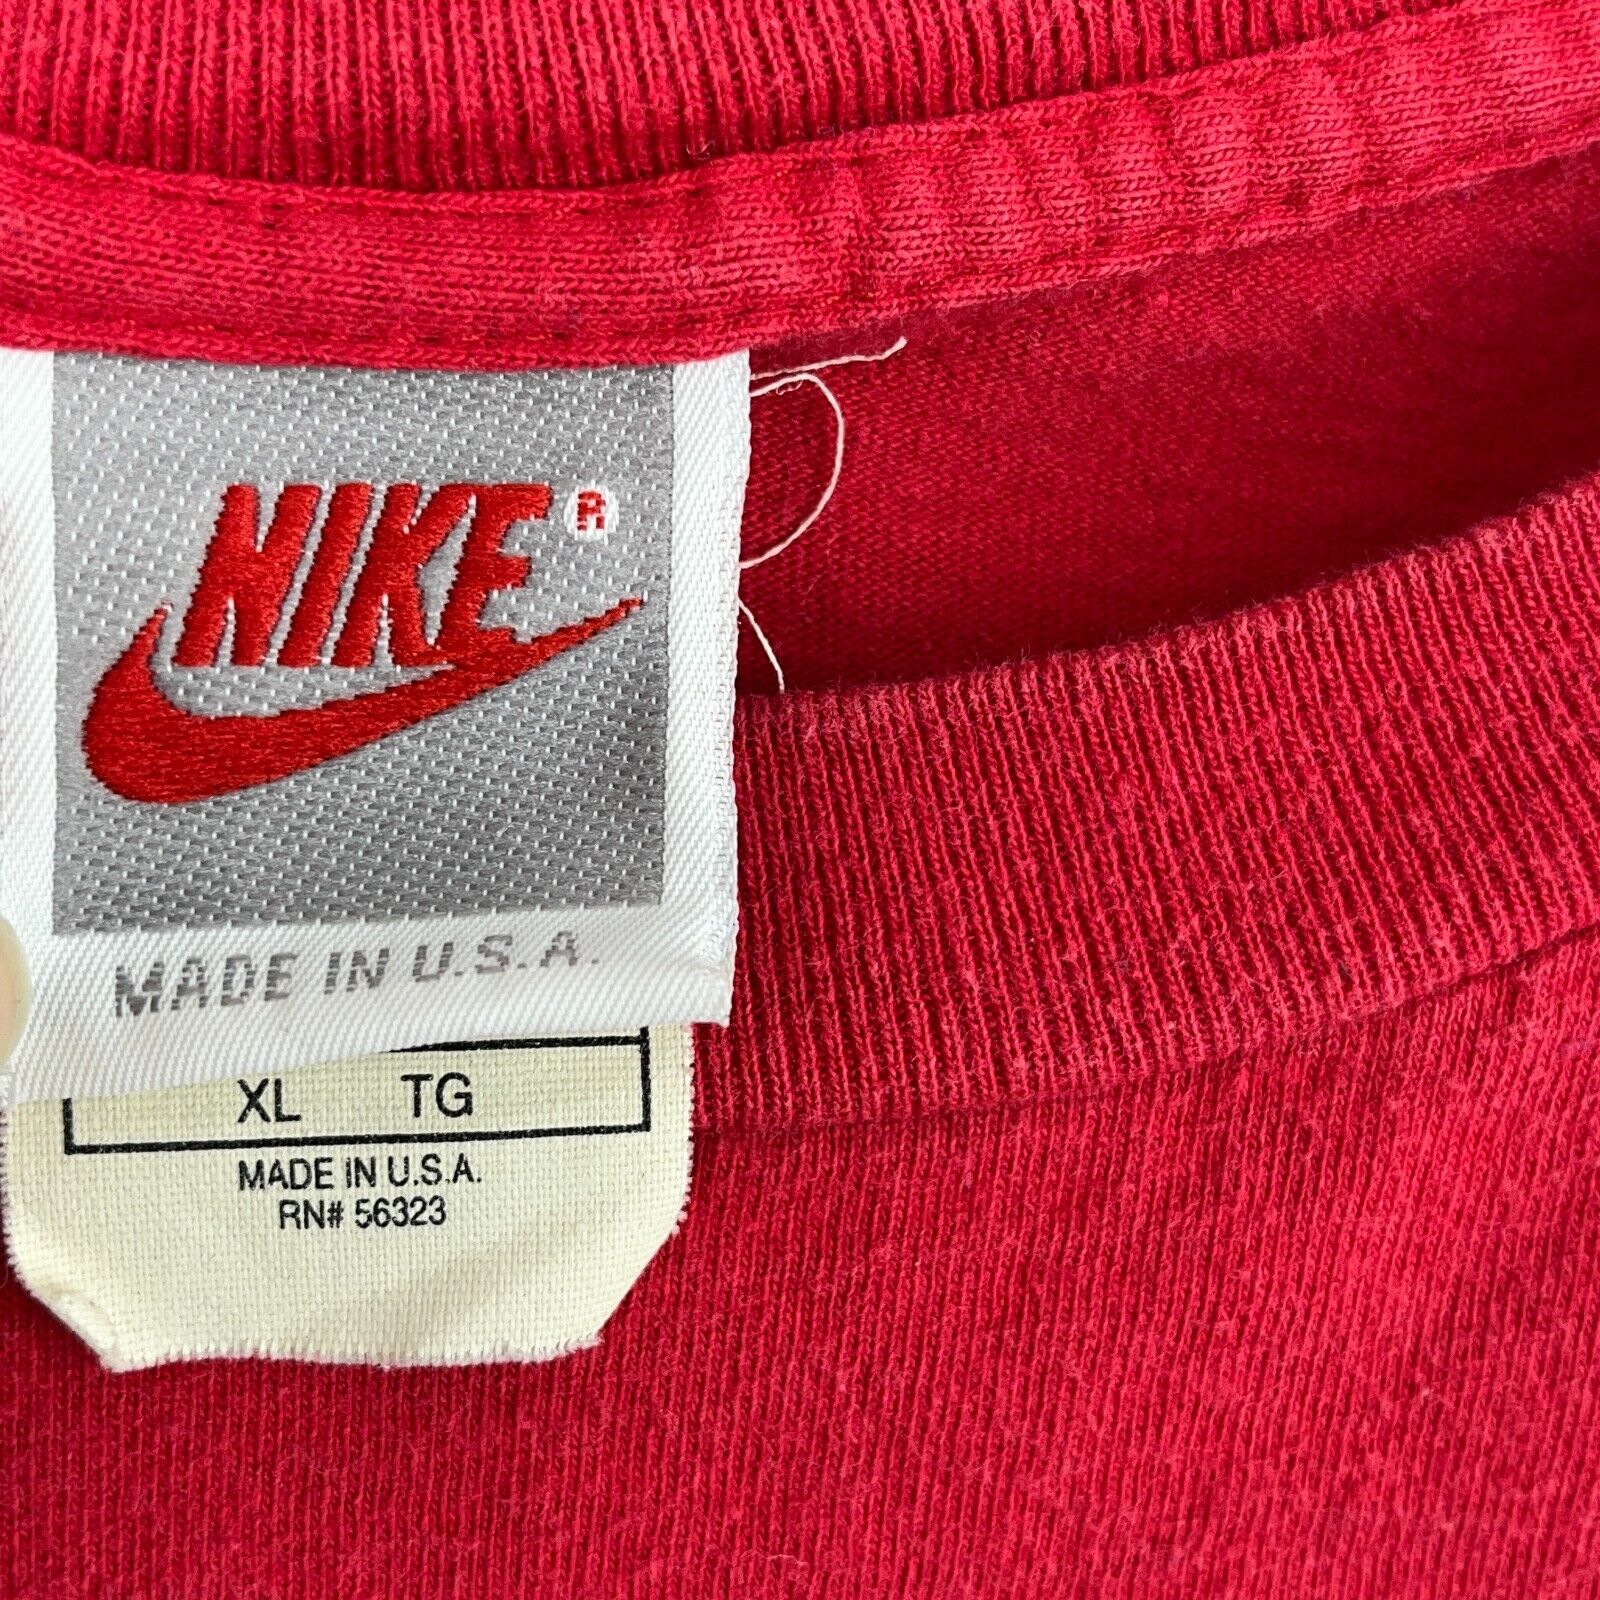 NIKE®
MADE IN U.S.A.
XL TG
MADE IN U.S.A.
RN# 56323